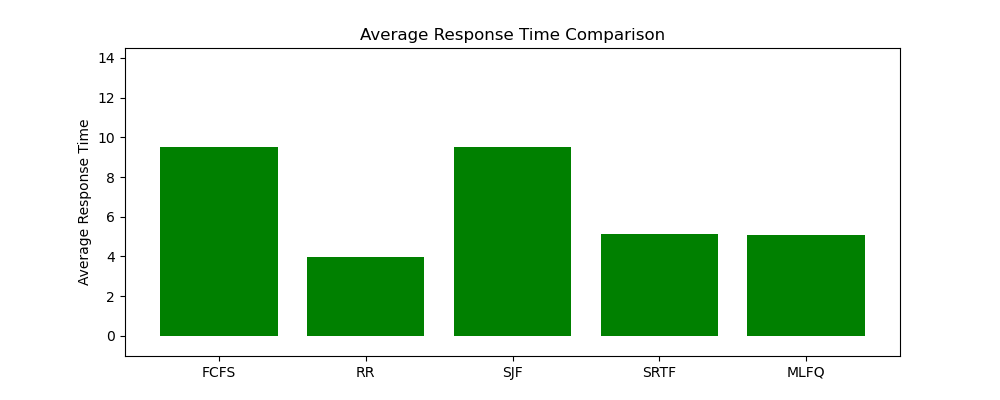 Average Response Time Comparison
Average Response Time
14
12
10
8
6
4
2
0
FCFS RR SJF SRTF MLFQ